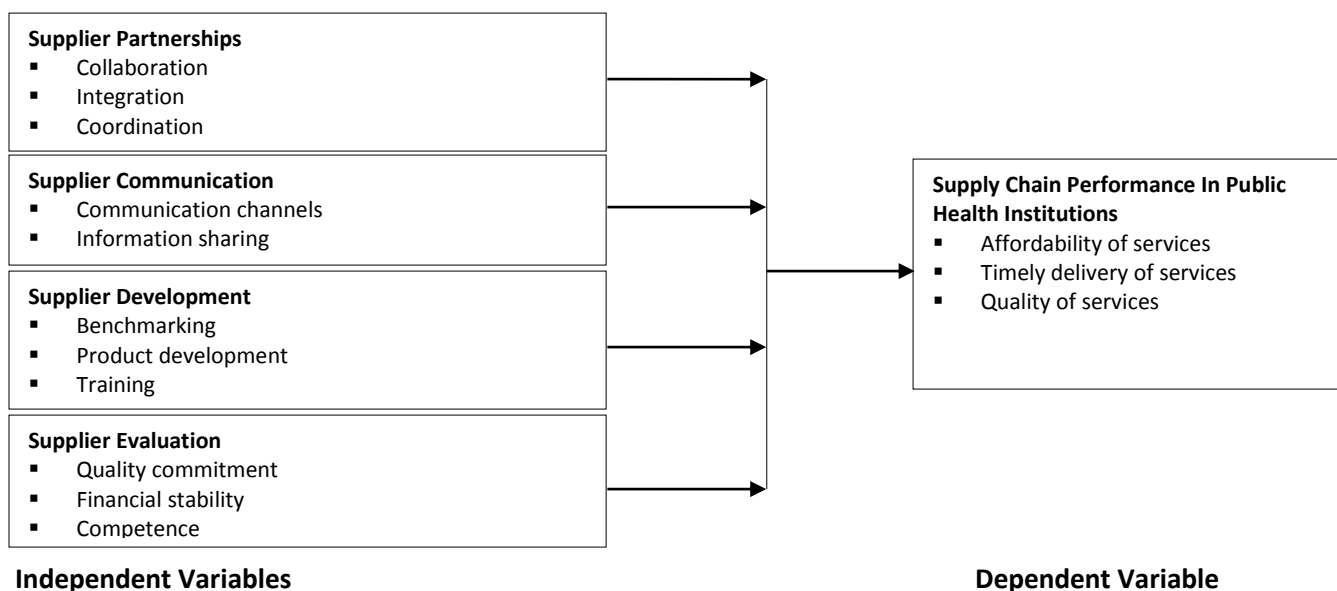 Supplier Partnerships
▪ Collaboration
▪ Integration
▪ Coordination
Supplier Communication
▪ Communication channels
▪ Information sharing
Supplier Development
▪ Benchmarking
▪ Product development
▪ Training
Supplier Evaluation
▪ Quality commitment
▪ Financial stability
▪ Competence
Supply Chain Performance In Public
Health Institutions
▪ Affordability of services
▪ Timely delivery of services
▪ Quality of services
Independent Variables
Dependent Variable